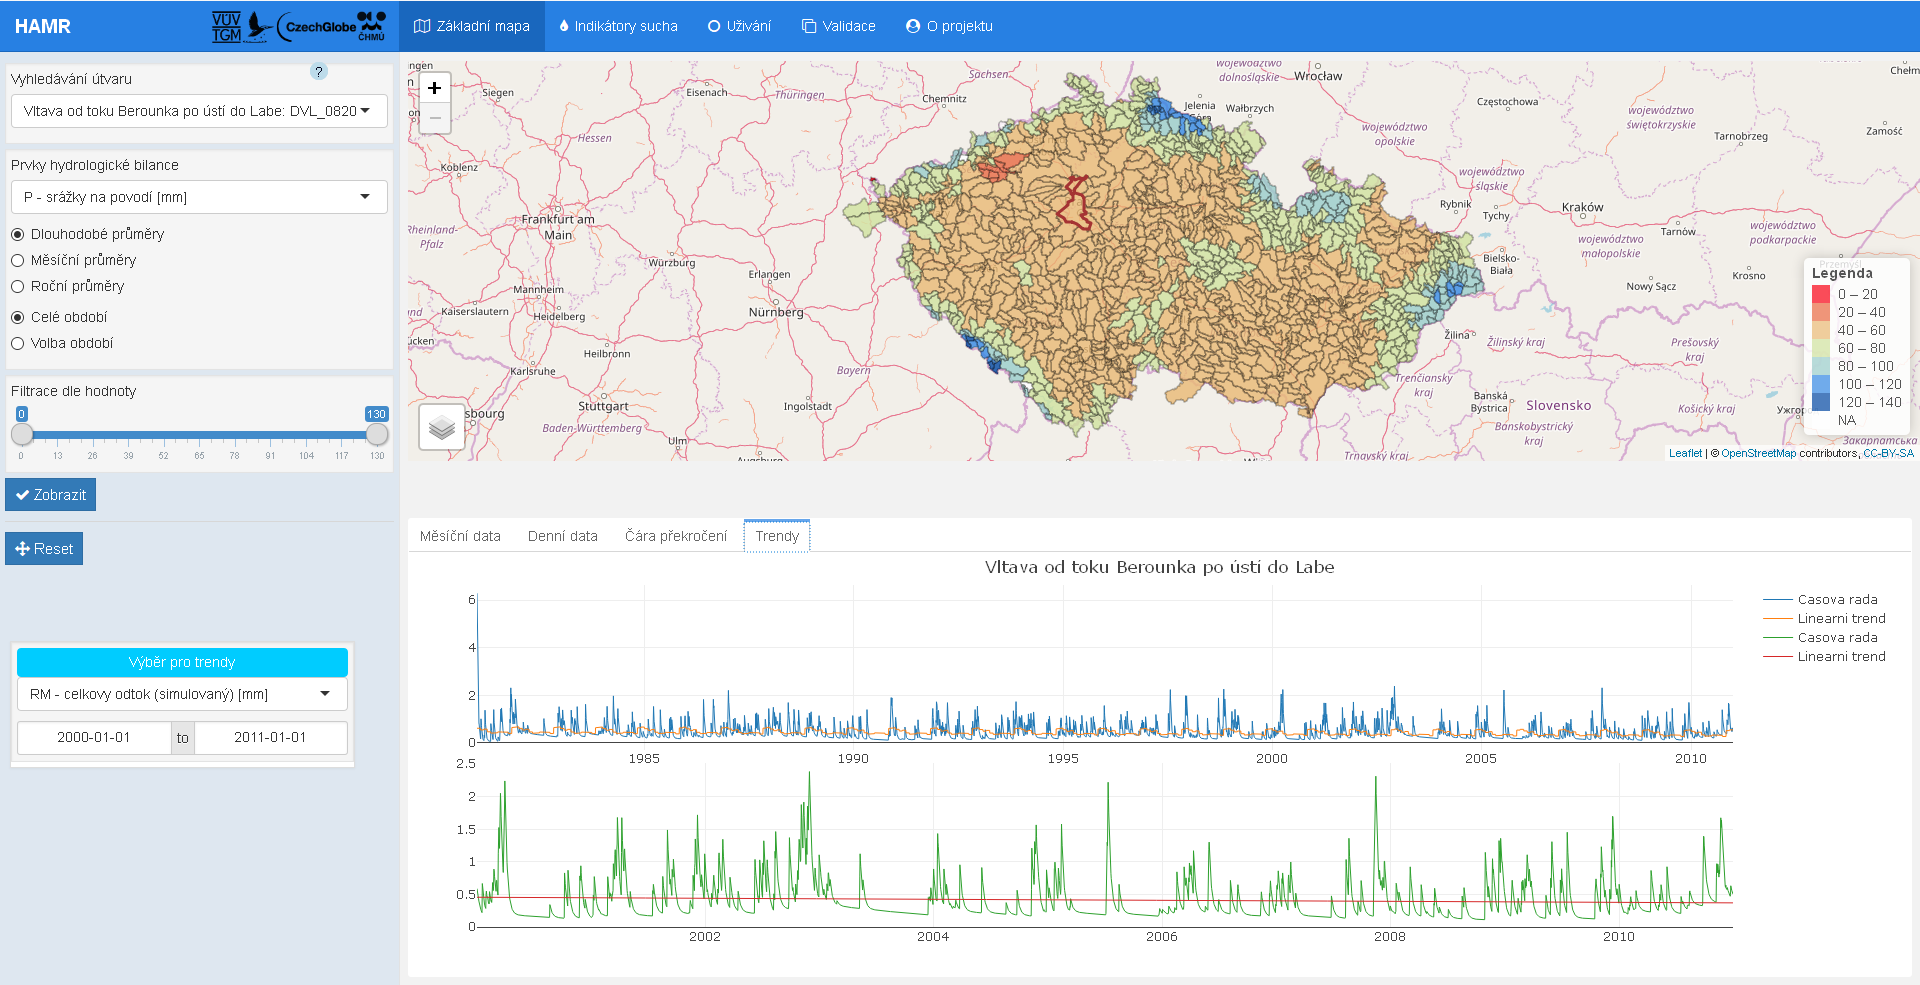 HAMR
VÚV
TGM
CzechGlobe
ČHMÚ
Základní mapa
Indikátory sucha
Užívání
Validace
O projektu
Vyhledávání útvaru
?
Vltava od toku Berounka po ústí do Labe: DVL_0820
Prvky hydrologické bilance
P - srážky na povodí [mm]
Dlouhodobé průměry
Měsíční průměry
Roční průměry
Celé období
Volba období
Filtrace dle hodnoty
0
130
0 13 26 39 52 65 78 91 104 117 130
Zobrazit
Reset
Výběr pro trendy
RM - celkovy odtok (simulovaný) [mm]
2000-01-01 to 2011-01-01
+
−
ngen
Siegen
Eisenach
Thüringen
Sachsen
Chemnitz
województwo
dolnośląskie
Wrocław
Chełm
Jelenia
Góra
Wałbrzych
Częstochowa
województwo
świętokrzyskie
Tarnobrzeg
Zamość
Hessen
Koblenz
województwo
opolskie
województwo
śląskie
Rybnik
Tychy
Kraków
Tarnów
województwo
małopolskie
województwo
podkarpackie
Frankfurt am
Main
Rheinland-
Pfalz
Würzburg
Erlangen
Mannheim
Kaiserslautern
Heidelberg
Nürnberg
Bielsko-
Biała
Nowy Sącz
Krosno
Przemyśl
Heilbronn
Karlsruhe
Bayern
Žilina
Žilinský kraj
Prešovský
kraj
Trenčiansky
kraj
Stuttgart
Ingolstadt
sbourg
Baden-Württemberg
Ulm
Augsburg
Banská
Bystrica
Slovensko
Banskobystrický
kraj
Košický kraj
Trnavský kraj
Закарпатська
Legenda
0 – 20
20 – 40
40 – 60
60 – 80
80 – 100
100 – 120
120 – 140
NA
Leaflet | © OpenStreetMap contributors, CC-BY-SA
Měsíční data
Denní data
Čára překročení
Trendy
Vltava od toku Berounka po ústí do Labe
6
4
2
0
1985 1990 1995 2000 2005 2010
2.5
2
1.5
1
0.5
0
2002 2004 2006 2008 2010
Casova rada
Linearni trend
Casova rada
Linearni trend